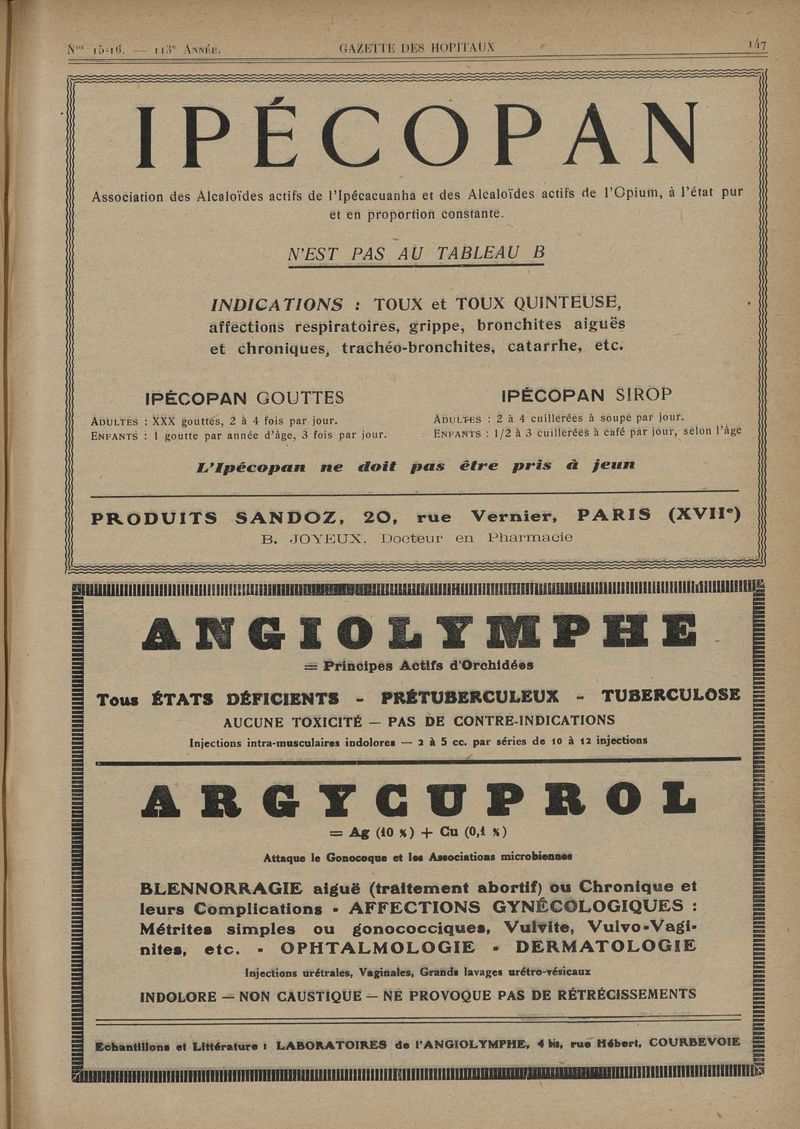 Nos 15-16. — 113e Année.
GAZETTE DES HOPITAUX
147
IPÉCOPAN
Association des Alcaloïdes actifs de l'Ipécacuanha et des Alcaloïdes actifs de l'Opium, à l'état pur
et en proportion constante.
N'EST PAS AU TABLEAU B
INDICATIONS : TOUX et TOUX QUINTEUSE,
affections respiratoires, grippe, bronchites aiguës
et chroniques, trachéo-bronchites, catarrhe, etc.
IPÉCOPAN GOUTTES
Adultes : XXX gouttes, 2 à 4 fois par jour.
Enfants : 1 goutte par année d'âge, 3 fois par jour.
IPÉCOPAN SIROP
Adultes : 2 à 4 cuillerées à soupe par jour.
Enfants : 1/2 à 3 cuillerées à café par jour, selon l'âge
L'Ipécopan ne doit pas être pris à jeun
PRODUITS SANDOZ, 20, rue Vernier, PARIS (XVIIe)
B. JOYEUX, Docteur en Pharmacie
ANGIOLYMPHE
= Principes Actifs d'Orchidées
Tous ÉTATS DÉFICIENTS - PRÉTUBERCULEUX - TUBERCULOSE
AUCUNE TOXICITÉ — PAS DE CONTRE-INDICATIONS
Injections intra-musculaires indolores — 2 à 5 cc. par séries de 10 à 12 injections
ARGYCUPROL
= Ag (10 %) + Cu (0,1 %)
Attaque le Gonocoque et les Associations microbiennes
BLENNORRAGIE aiguë (traitement abortif) ou Chronique et
leurs Complications - AFFECTIONS GYNÉCOLOGIQUES :
Métrites simples ou gonococciques, Vulvite, Vulvo-Vagi-
nites, etc. - OPHTALMOLOGIE - DERMATOLOGIE
Injections urétrales, Vaginales, Grands lavages urétro-vésicaux
INDOLORE — NON CAUSTIQUE — NE PROVOQUE PAS DE RÉTRÉCISSEMENTS
Echantillons et Littérature : LABORATOIRES de l'ANGIOLYMPHE, 4 bis, rue Hébert, COURBEVOIE